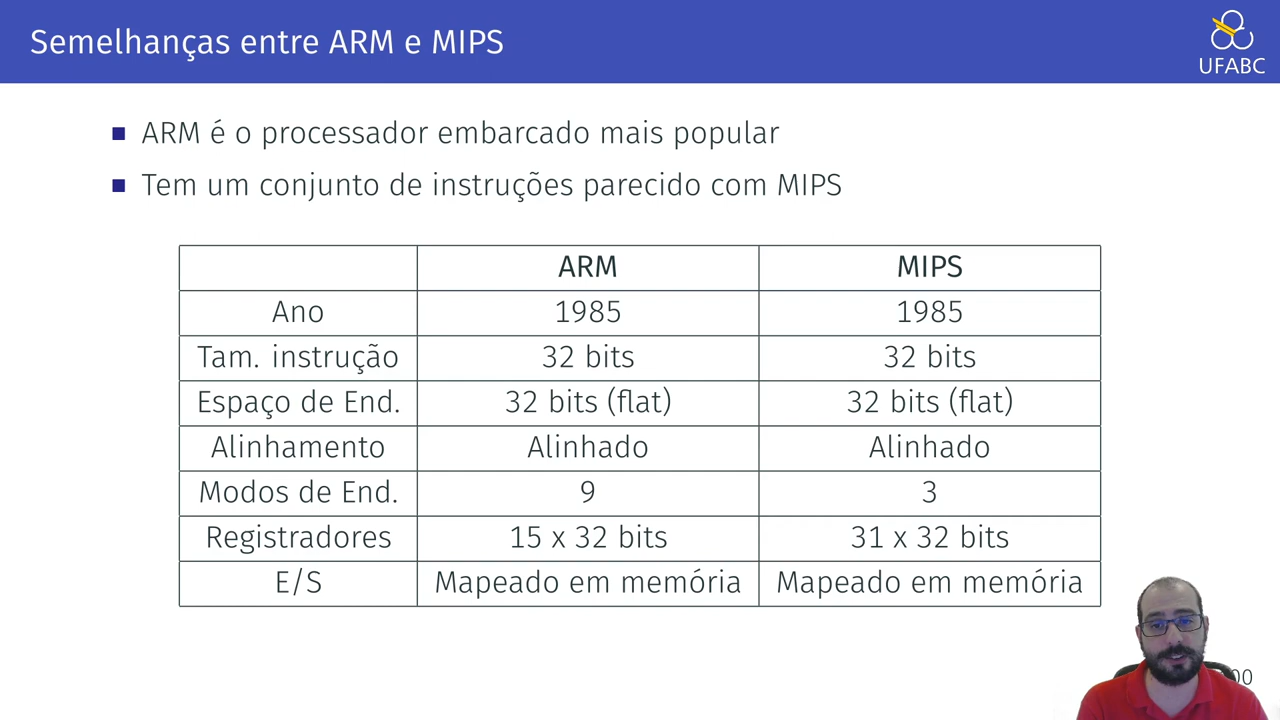 Semelhanças entre ARM e MIPS
UFABC
ARM é o processador embarcado mais popular
Tem um conjunto de instruções parecido com MIPS
ARM MIPS
Ano 1985 1985
Tam. instrução 32 bits 32 bits
Espaço de End. 32 bits (flat) 32 bits (flat)
Alinhamento Alinhado Alinhado
Modos de End. 9 3
Registradores 15 x 32 bits 31 x 32 bits
E/S Mapeado em memória Mapeado em memória